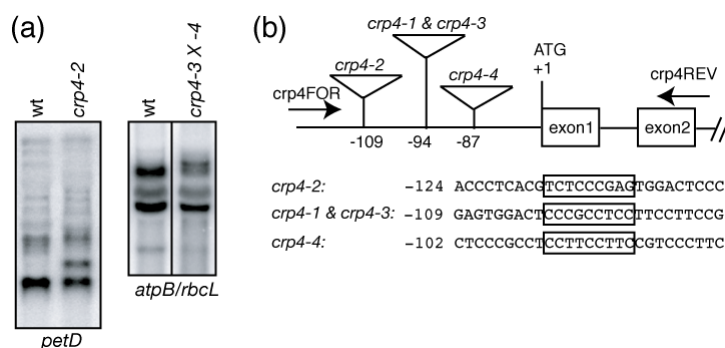 (a)
wt
crp4-2
petD
wt
crp4-3 X -4
atpB/rbcL
(b)
crp4-1 & crp4-3
crp4-2
crp4-4
ATG
+1
crp4FOR
crp4REV
exon1
exon2
-109
-94
-87
crp4-2: -124 ACCCTCACGTCTCCCGAGTGGACTCCC
crp4-1 & crp4-3: -109 GAGTGGACTCCCGCCTCCTTCCTTCCG
crp4-4: -102 CTCCCGCCTCCTTCCTTCCGTCCCTTC